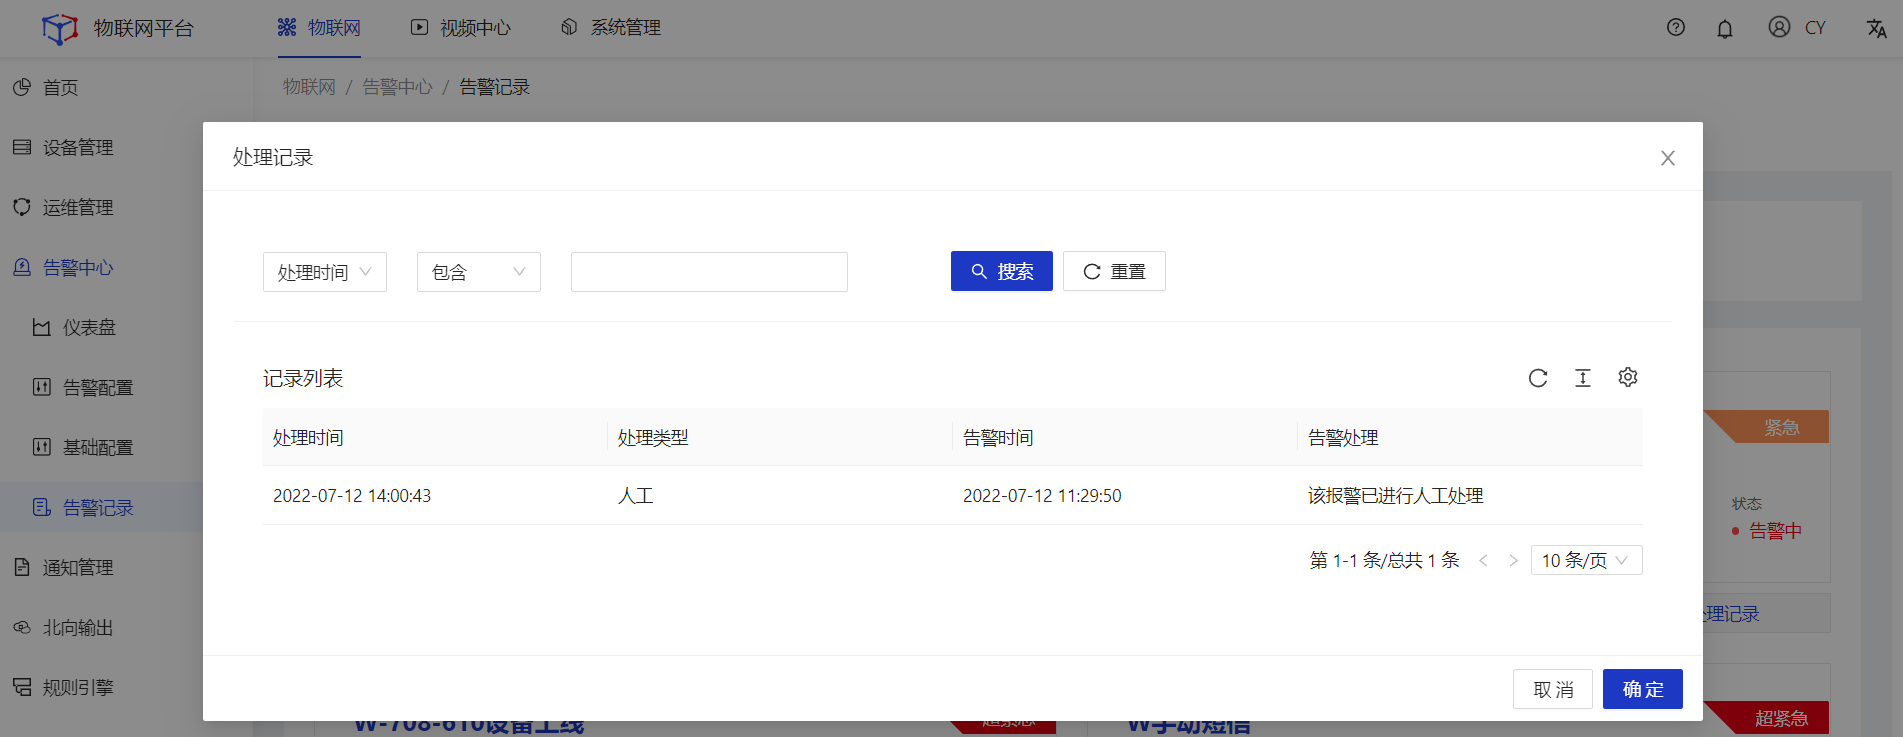 物联网平台
物联网
视频中心
系统管理
CY
首页
设备管理
运维管理
告警中心
仪表盘
告警配置
基础配置
告警记录
通知管理
北向输出
规则引擎
物联网 / 告警中心 / 告警记录
处理记录
处理时间
包含
搜索
重置
记录列表
处理时间 处理类型 告警时间 告警处理
2022-07-12 14:00:43 人工 2022-07-12 11:29:50 该报警已进行人工处理
第 1-1 条/总共 1 条
10 条/页
取 消
确 定
紧急
状态
告警中
处理记录
W-708-610设备上线
超紧急
W手动短信
超紧急